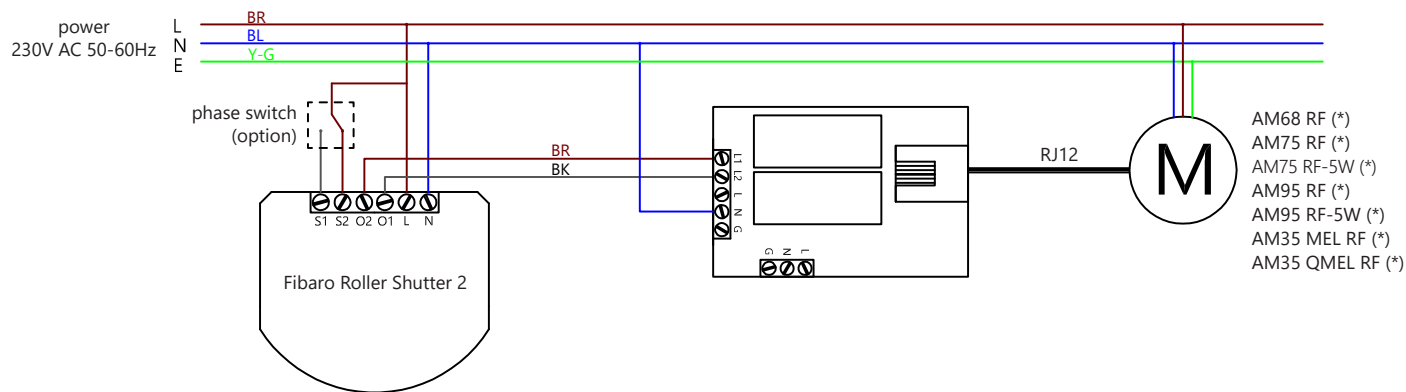 power
230V AC 50-60Hz
L
N
E
BR
BL
Y-G
phase switch
(option)
BR
BK
S1 S2 O2 O1 L N
Fibaro Roller Shutter 2
L1
L2
L
N
G
G N L
RJ12
M
AM68 RF (*)
AM75 RF (*)
AM75 RF-5W (*)
AM95 RF (*)
AM95 RF-5W (*)
AM35 MEL RF (*)
AM35 QMEL RF (*)